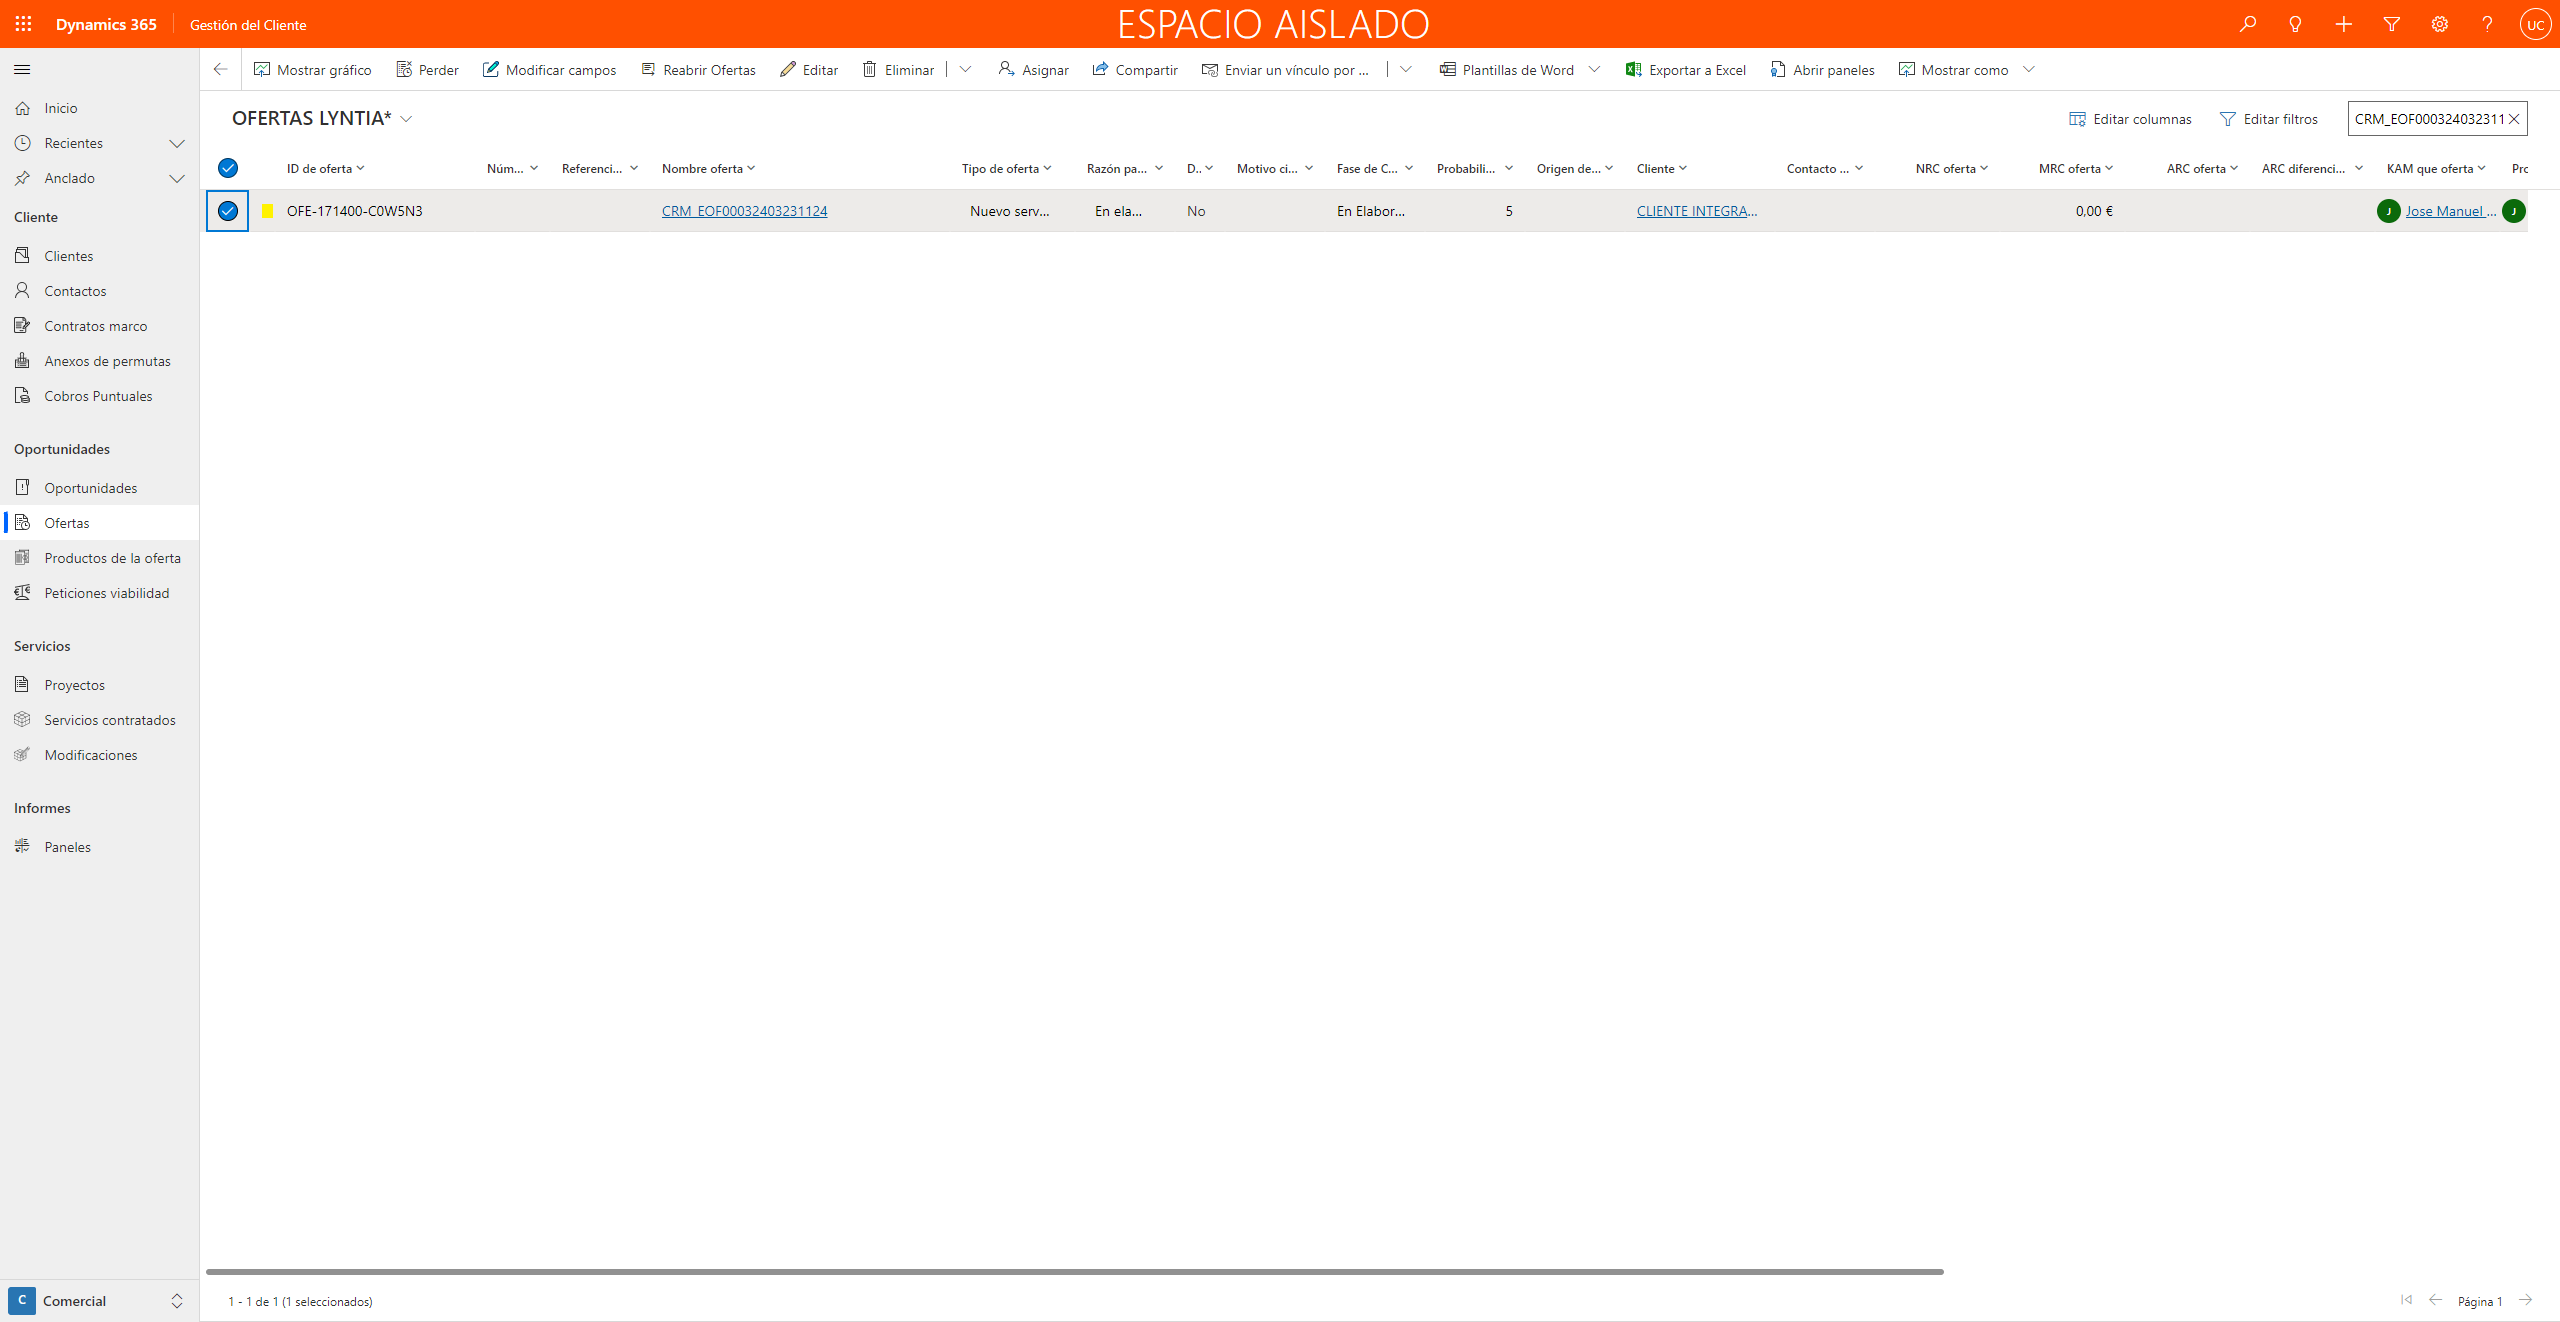 Dynamics 365
Gestión del Cliente
ESPACIO AISLADO
UC
Mostrar gráfico
Perder
Modificar campos
Reabrir Ofertas
Editar
Eliminar
Asignar
Compartir
Enviar un vínculo por ...
Plantillas de Word
Exportar a Excel
Abrir paneles
Mostrar como
Inicio
Recientes
Anclado
Cliente
Clientes
Contactos
Contratos marco
Anexos de permutas
Cobros Puntuales
Oportunidades
Oportunidades
Ofertas
Productos de la oferta
Peticiones viabilidad
Servicios
Proyectos
Servicios contratados
Modificaciones
Informes
Paneles
C
Comercial
OFERTAS LYNTIA*
Editar columnas
Editar filtros
CRM_EOF000324032311
ID de oferta
Núm...
Referenci...
Nombre oferta
Tipo de oferta
Razón pa...
D..
Motivo ci...
Fase de C...
Probabili...
Origen de...
Cliente
Contacto ...
NRC oferta
MRC oferta
ARC oferta
ARC diferenci...
KAM que oferta
Pro
OFE-171400-C0W5N3
CRM_EOF00032403231124
Nuevo serv...
En ela...
No
En Elabor...
5
CLIENTE INTEGRA...
0,00 €
J
Jose Manuel ...
J
1 - 1 de 1 (1 seleccionados)
Página 1